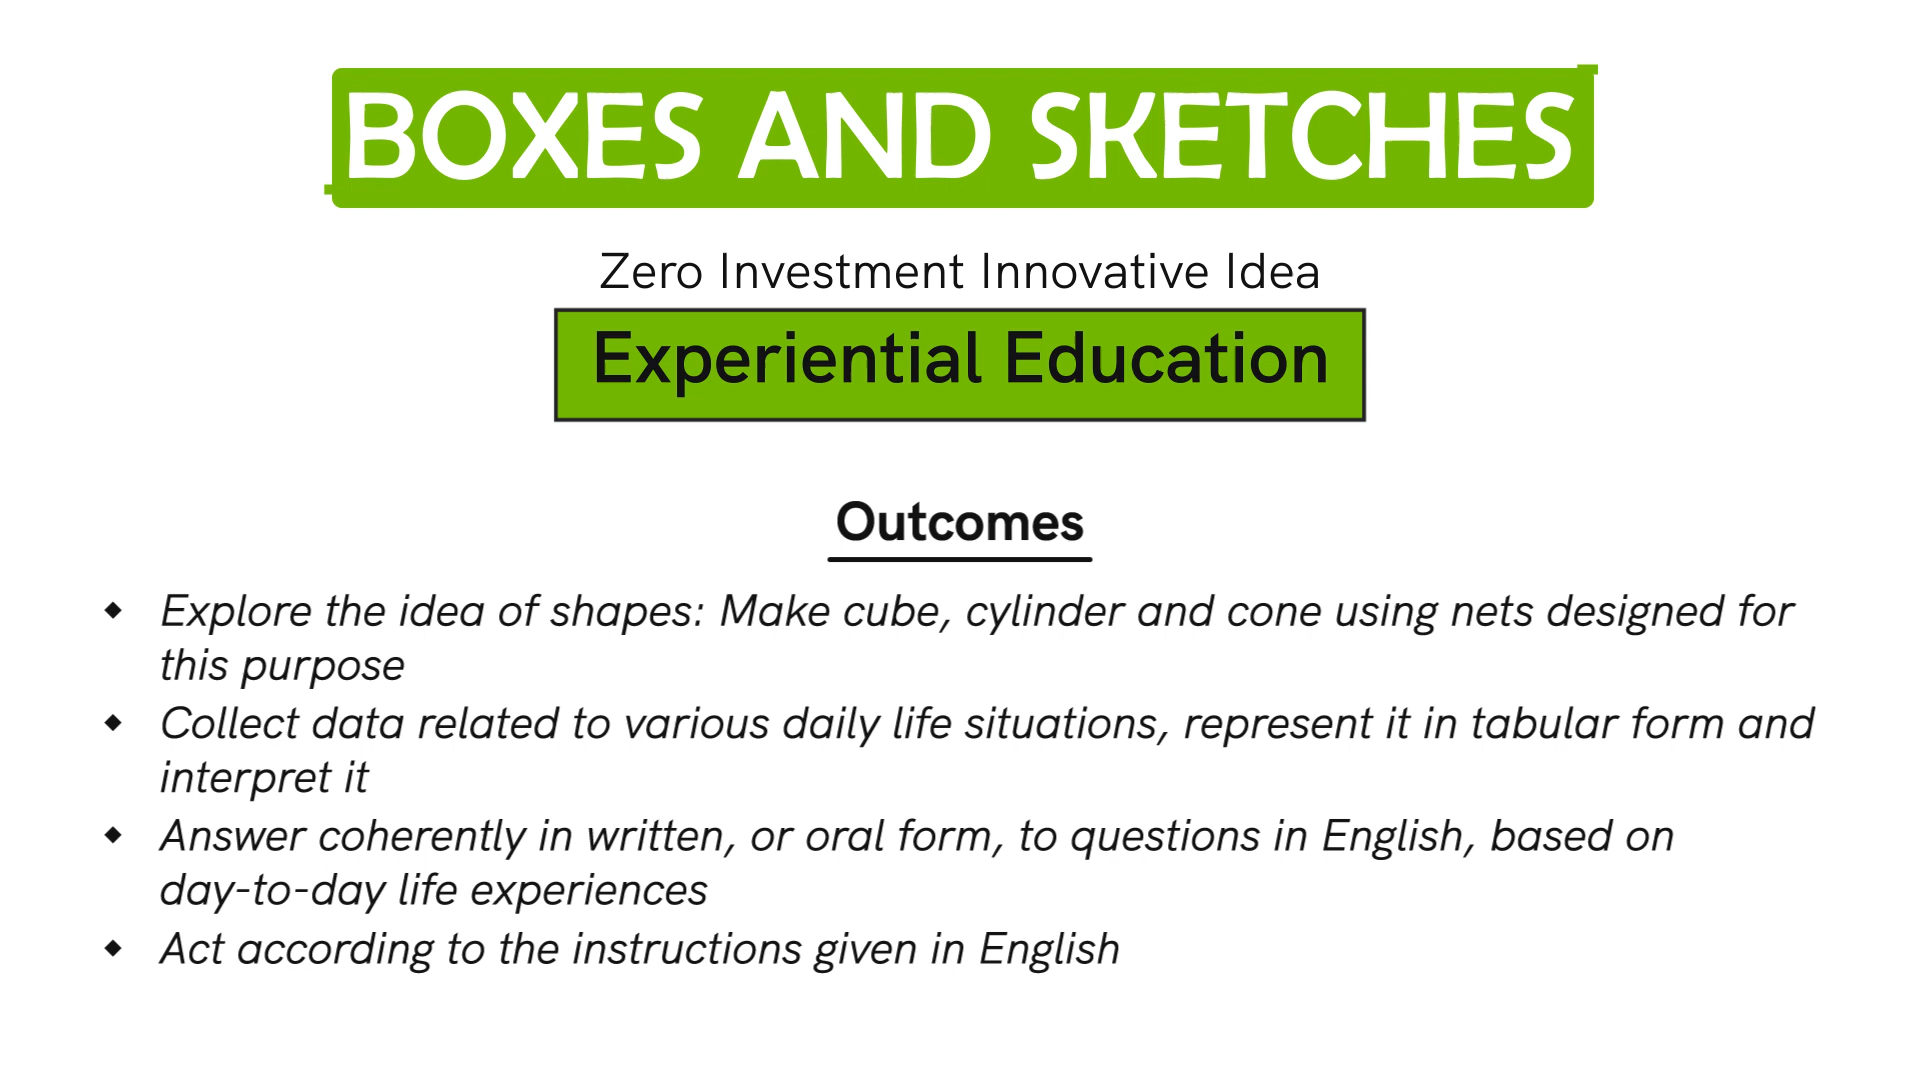 BOXES AND SKETCHES
Zero Investment Innovative Idea
Experiential Education
Outcomes
◆ Explore the idea of shapes: Make cube, cylinder and cone using nets designed for
this purpose
◆ Collect data related to various daily life situations, represent it in tabular form and
interpret it
◆ Answer coherently in written, or oral form, to questions in English, based on
day-to-day life experiences
◆ Act according to the instructions given in English